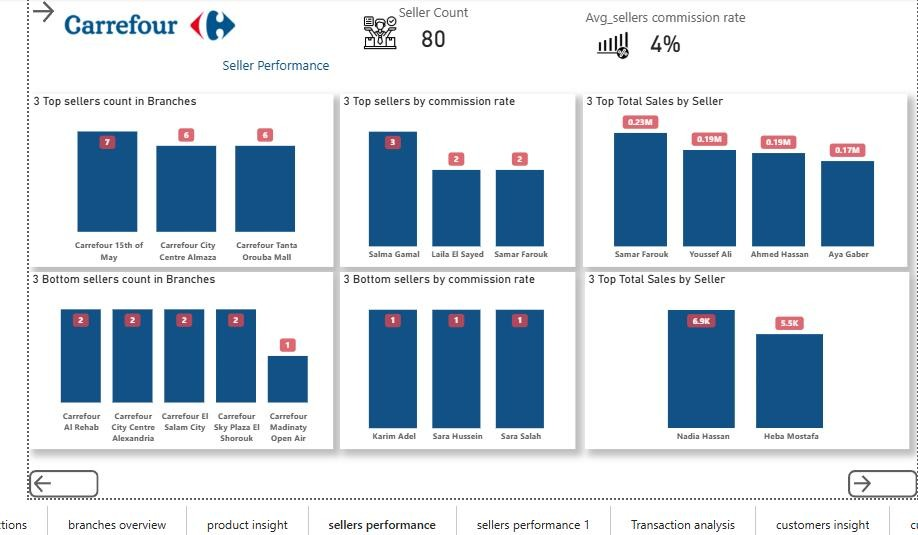 Carrefour
Seller Count
80
Avg_sellers commission rate
4%
Seller Performance
3 Top sellers count in Branches
7
6
6
Carrefour 15th of
May
Carrefour City
Centre Almaza
Carrefour Tanta
Orouba Mall
3 Top sellers by commission rate
3
2
2
Salma Gamal
Laila El Sayed
Samar Farouk
3 Top Total Sales by Seller
0.23M
0.19M
0.19M
0.17M
Samar Farouk
Youssef Ali
Ahmed Hassan
Aya Gaber
3 Bottom sellers count in Branches
2
2
2
2
1
Carrefour
Al Rehab
Carrefour
City Centre
Alexandria
Carrefour El
Salam City
Carrefour
Sky Plaza El
Shorouk
Carrefour
Madinaty
Open Air
3 Bottom sellers by commission rate
1
1
1
Karim Adel
Sara Hussein
Sara Salah
3 Top Total Sales by Seller
6.9K
5.5K
Nadia Hassan
Heba Mostafa
tions
branches overview
product insight
sellers performance
sellers performance 1
Transaction analysis
customers insight